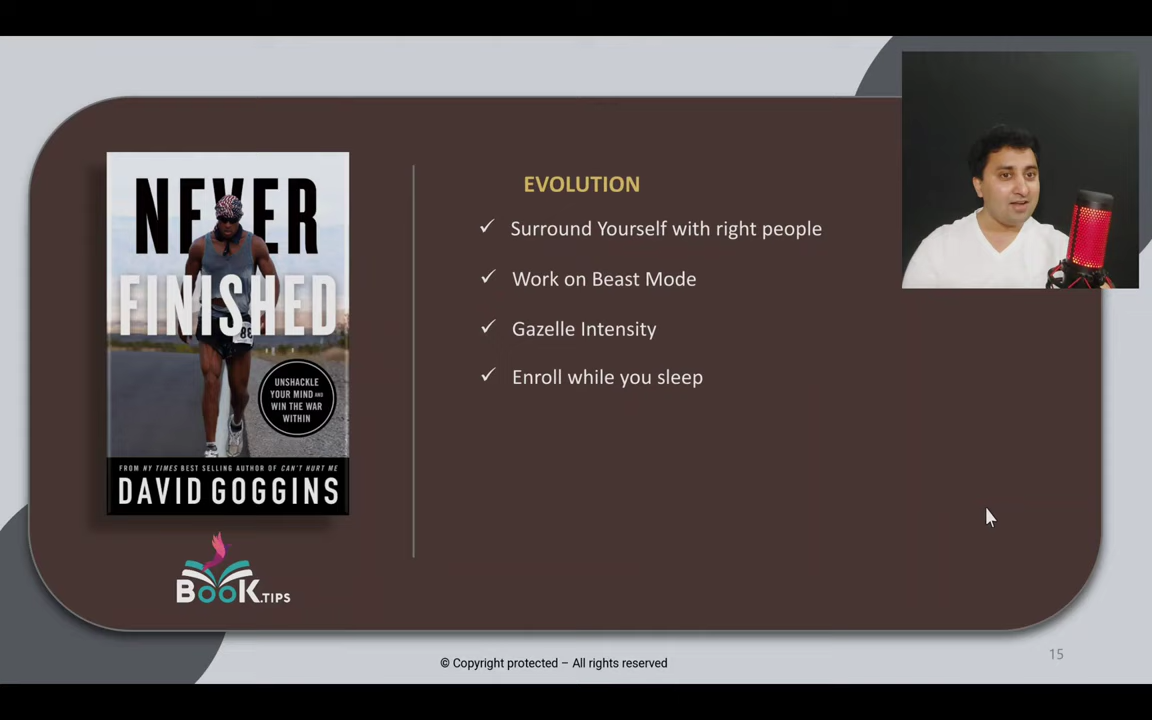 NEVER
FINISHED
UNSHACKLE
YOUR MIND AND
WIN THE WAR
WITHIN
FROM NY TIMES BEST SELLING AUTHOR OF CAN'T HURT ME
DAVID GOGGINS
BOOK.TIPS
EVOLUTION
✓ Surround Yourself with right people
✓ Work on Beast Mode
✓ Gazelle Intensity
✓ Enroll while you sleep
© Copyright protected – All rights reserved
15